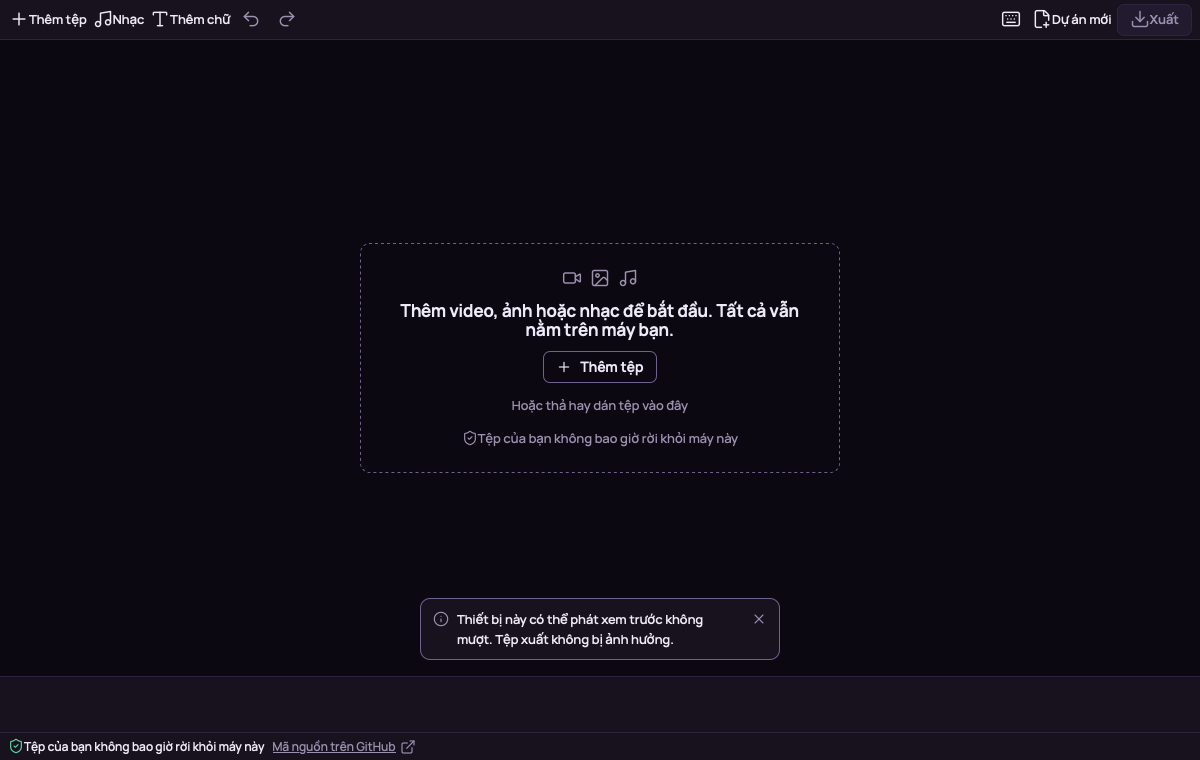 Thêm tệp Nhạc Thêm chữ Dự án mới Xuất
Thêm video, ảnh hoặc nhạc để bắt đầu. Tất cả vẫn
nằm trên máy bạn.
Thêm tệp
Hoặc thả hay dán tệp vào đây
Tệp của bạn không bao giờ rời khỏi máy này
Thiết bị này có thể phát xem trước không
mượt. Tệp xuất không bị ảnh hưởng.
Tệp của bạn không bao giờ rời khỏi máy này Mã nguồn trên GitHub